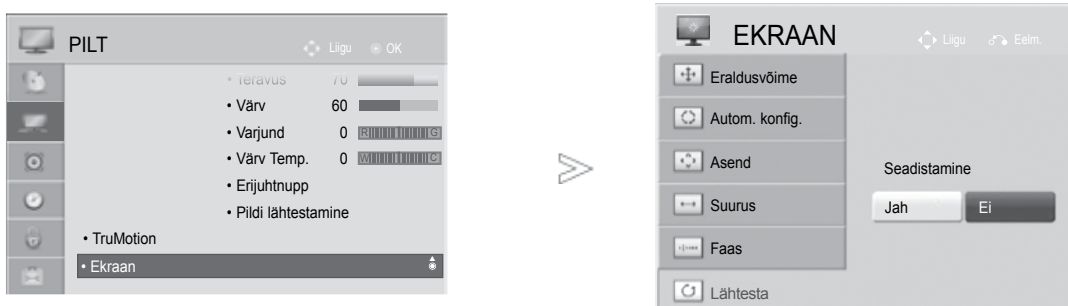 PILT
Liigu OK
• Teravus 70
• Värv 60
• Varjund 0 R G
• Värv Temp. 0 W C
• Erijuhtnupp
• Pildi lähtestamine
• TruMotion
• Ekraan
EKRAAN
Liigu Eelm.
Eraldusvõime
Autom. konfig.
Asend
Suurus
Faas
Lähtesta
Seadistamine
Jah Ei